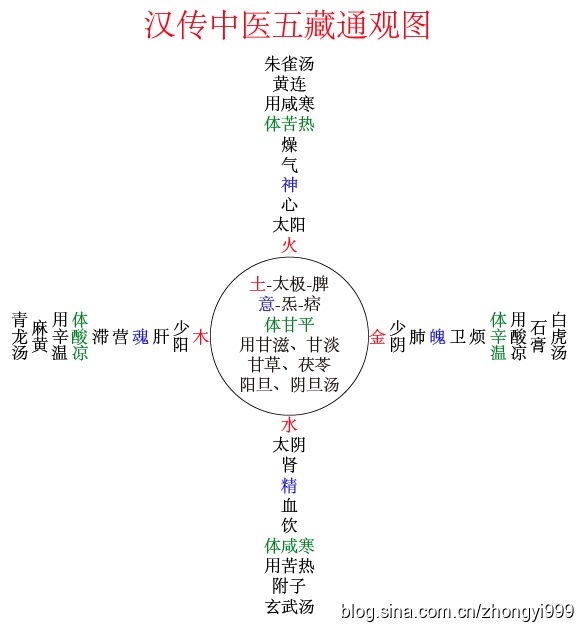 汉传中医五藏通观图
朱雀汤
黄连
用咸寒
体苦热
燥
气
神
心
太阳
火
土-太极-脾
意-炁-痞
体甘平
用甘滋、甘淡
甘草、茯苓
阳旦、阴旦汤
青龙汤
麻黄
用辛温
体酸凉
滞
营
魂
肝
少阳
木
金
少阴
肺
魄
卫
烦
体辛温
用酸凉
石膏
白虎汤
水
太阴
肾
精
血
饮
体咸寒
用苦热
附子
玄武汤
blog.sina.com.cn/zhongyi999